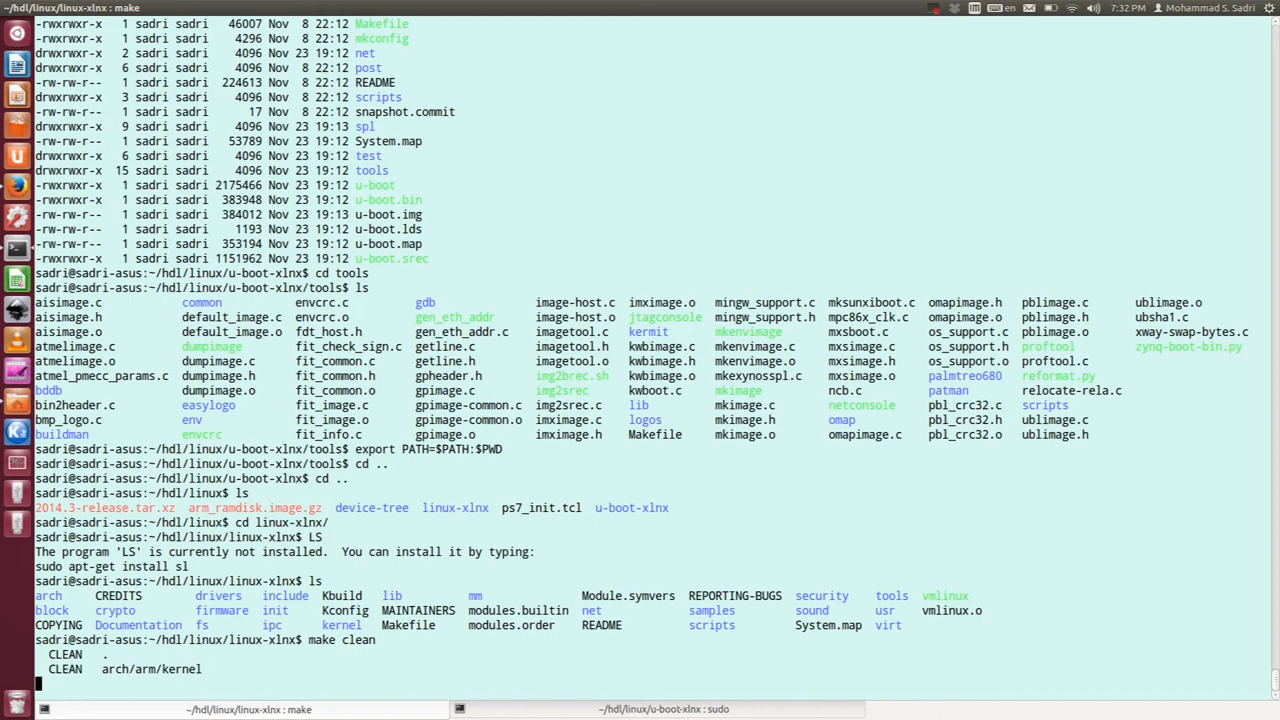 ~/hdl/linux/linux-xlnx: make
en
7:32 PM
Mohammad S. Sadri
-rwxrwxr-x 1 sadri sadri 46007 Nov 8 22:12 Makefile
-rwxrwxr-x 1 sadri sadri 4296 Nov 8 22:12 mkconfig
drwxrwxr-x 2 sadri sadri 4096 Nov 23 19:12 net
drwxrwxr-x 6 sadri sadri 4096 Nov 8 22:12 post
-rw-rw-r-- 1 sadri sadri 224613 Nov 8 22:12 README
drwxrwxr-x 3 sadri sadri 4096 Nov 8 22:12 scripts
-rw-rw-r-- 1 sadri sadri 17 Nov 8 22:12 snapshot.commit
drwxrwxr-x 9 sadri sadri 4096 Nov 23 19:13 spl
-rw-rw-r-- 1 sadri sadri 53789 Nov 23 19:12 System.map
drwxrwxr-x 6 sadri sadri 4096 Nov 23 19:12 test
drwxrwxr-x 15 sadri sadri 4096 Nov 23 19:12 tools
-rwxrwxr-x 1 sadri sadri 2175466 Nov 23 19:12 u-boot
-rwxrwxr-x 1 sadri sadri 383948 Nov 23 19:12 u-boot.bin
-rw-rw-r-- 1 sadri sadri 384012 Nov 23 19:13 u-boot.img
-rw-rw-r-- 1 sadri sadri 1193 Nov 23 19:12 u-boot.lds
-rw-rw-r-- 1 sadri sadri 353194 Nov 23 19:12 u-boot.map
-rwxrwxr-x 1 sadri sadri 1151962 Nov 23 19:12 u-boot.srec
sadri@sadri-asus:~/hdl/linux/u-boot-xlnx$ cd tools
sadri@sadri-asus:~/hdl/linux/u-boot-xlnx/tools$ ls
aisimage.c common envcrc.c gdb image-host.c imximage.o mingw_support.c mksunxiboot.c omapimage.h pblimage.c ublimage.o
aisimage.h default_image.c envcrc.o gen_eth_addr image-host.o jtagconsole mingw_support.h mpc86x_clk.c omapimage.o pblimage.h ubsha1.c
aisimage.o default_image.o fdt_host.h gen_eth_addr.c imagetool.c kermit mkenvimage mxsboot.c os_support.c pblimage.o xway-swap-bytes.c
atmelimage.c dumpimage fit_check_sign.c getline.c imagetool.h kwbimage.c mkenvimage.c mxsimage.c os_support.h proftool zynq-boot-bin.py
atmelimage.o dumpimage.c fit_common.c getline.h imagetool.o kwbimage.h mkenvimage.o mxsimage.h os_support.o proftool.c
atmel_pmecc_params.c dumpimage.h fit_common.h gpheader.h img2brec.sh kwbimage.o mkexynosspl.c mxsimage.o palmtreo680 reformat.py
bddb dumpimage.o fit_common.o gpimage.c img2srec kwboot.c mkimage ncb.c patman relocate-rela.c
bin2header.c easylogo fit_image.c gpimage-common.c img2srec.c lib mkimage.c netconsole pbl_crc32.c scripts
bmp_logo.c env fit_image.o gpimage-common.o imximage.c logos mkimage.h omap pbl_crc32.h ublimage.c
buildman envcrc fit_info.c gpimage.o imximage.h Makefile mkimage.o omapimage.c pbl_crc32.o ublimage.h
sadri@sadri-asus:~/hdl/linux/u-boot-xlnx/tools$ export PATH=$PATH:$PWD
sadri@sadri-asus:~/hdl/linux/u-boot-xlnx/tools$ cd ..
sadri@sadri-asus:~/hdl/linux/u-boot-xlnx$ cd ..
sadri@sadri-asus:~/hdl/linux$ ls
2014.3-release.tar.xz arm_ramdisk.image.gz device-tree linux-xlnx ps7_init.tcl u-boot-xlnx
sadri@sadri-asus:~/hdl/linux$ cd linux-xlnx/
sadri@sadri-asus:~/hdl/linux/linux-xlnx$ LS
The program 'LS' is currently not installed. You can install it by typing:
sudo apt-get install sl
sadri@sadri-asus:~/hdl/linux/linux-xlnx$ ls
arch CREDITS drivers include Kbuild lib mm Module.symvers REPORTING-BUGS security tools vmlinux
block crypto firmware init Kconfig MAINTAINERS modules.builtin net samples sound usr vmlinux.o
COPYING Documentation fs ipc kernel Makefile modules.order README scripts System.map virt
sadri@sadri-asus:~/hdl/linux/linux-xlnx$ make clean
CLEAN .
CLEAN arch/arm/kernel
~/hdl/linux/linux-xlnx : make
~/hdl/linux/u-boot-xlnx : sudo